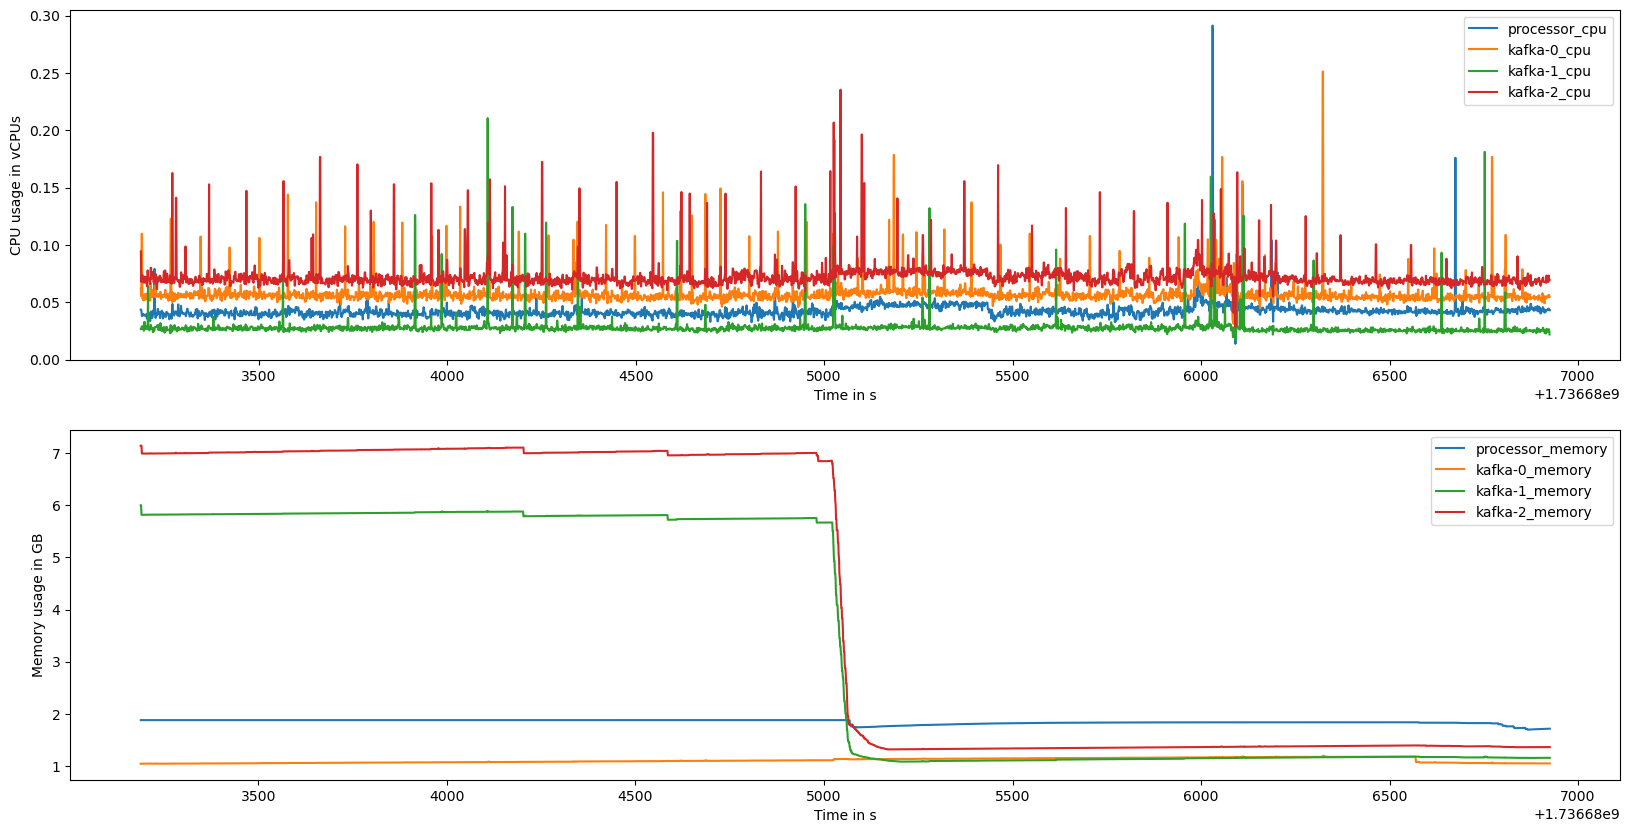 0.30
0.25
0.20
0.15
0.10
0.05
0.00
CPU usage in vCPUs
processor_cpu
kafka-0_cpu
kafka-1_cpu
kafka-2_cpu
3500 4000 4500 5000 5500 6000 6500 7000
Time in s
+1.73668e9
7
6
5
4
3
2
1
Memory usage in GB
processor_memory
kafka-0_memory
kafka-1_memory
kafka-2_memory
3500 4000 4500 5000 5500 6000 6500 7000
Time in s
+1.73668e9